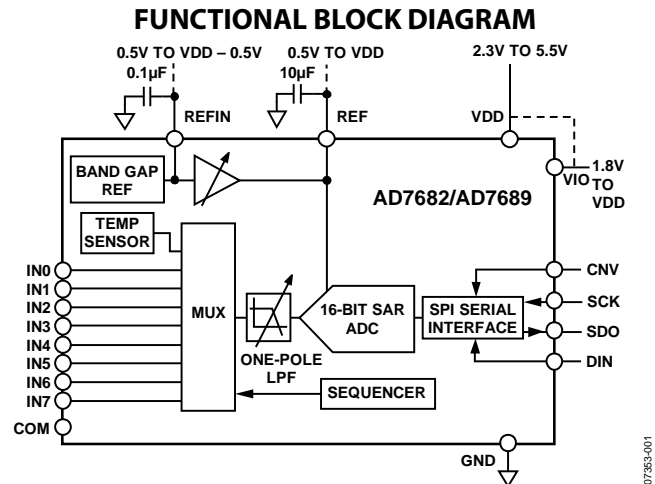 FUNCTIONAL BLOCK DIAGRAM
0.5V TO VDD – 0.5V
0.5V TO VDD
2.3V TO 5.5V
0.1µF
10µF
REFIN
REF
VDD
BAND GAP
REF
AD7682/AD7689
VIO
1.8V
TO
VDD
TEMP
SENSOR
IN0
IN1
IN2
IN3
IN4
IN5
IN6
IN7
COM
MUX
ONE-POLE
LPF
16-BIT SAR
ADC
SPI SERIAL
INTERFACE
CNV
SCK
SDO
DIN
SEQUENCER
GND
07353-001